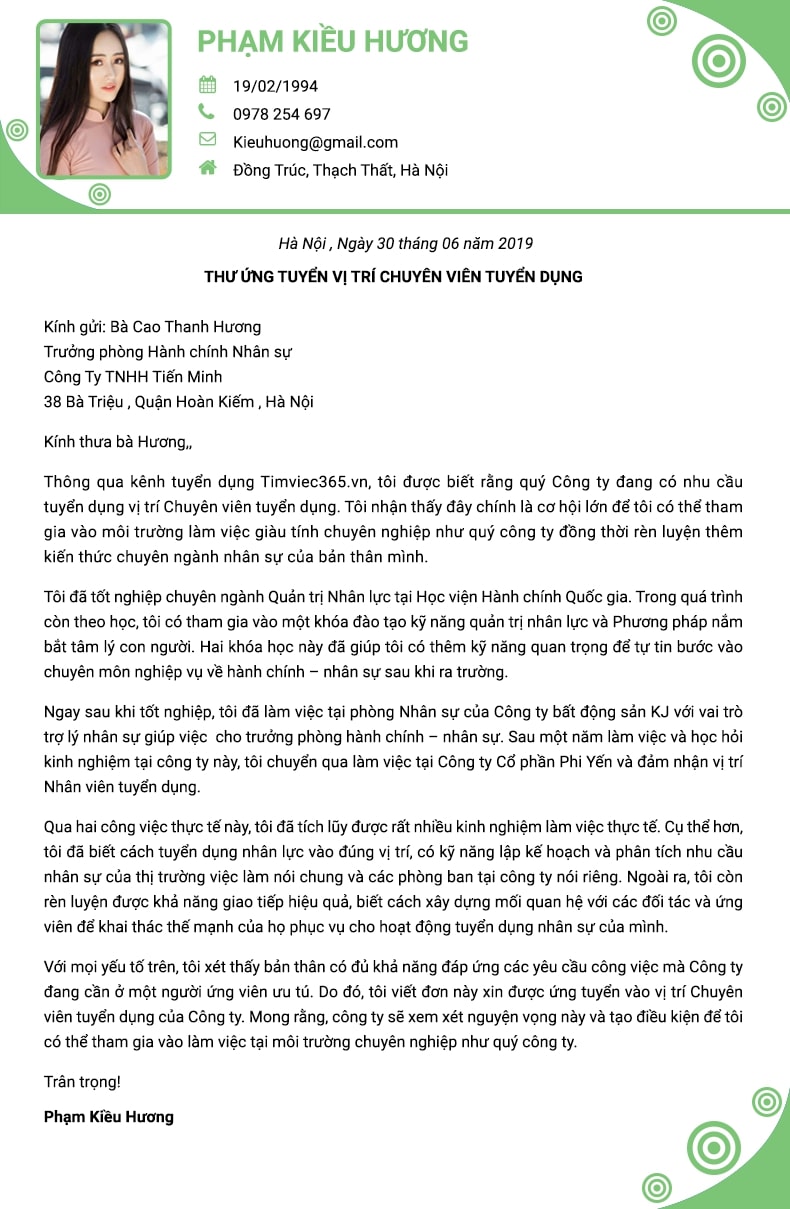 PHẠM KIỀU HƯƠNG
19/02/1994
0978 254 697
Kieuhuong@gmail.com
Đồng Trúc, Thạch Thất, Hà Nội
Hà Nội , Ngày 30 tháng 06 năm 2019
THƯ ỨNG TUYỂN VỊ TRÍ CHUYÊN VIÊN TUYỂN DỤNG
Kính gửi: Bà Cao Thanh Hương
Trưởng phòng Hành chính Nhân sự
Công Ty TNHH Tiến Minh
38 Bà Triệu , Quận Hoàn Kiếm , Hà Nội
Kính thưa bà Hương,,
Thông qua kênh tuyển dụng Timviec365.vn, tôi được biết rằng quý Công ty đang có nhu cầu
tuyển dụng vị trí Chuyên viên tuyển dụng. Tôi nhận thấy đây chính là cơ hội lớn để tôi có thể tham
gia vào môi trường làm việc giàu tính chuyên nghiệp như quý công ty đồng thời rèn luyện thêm
kiến thức chuyên ngành nhân sự của bản thân mình.
Tôi đã tốt nghiệp chuyên ngành Quản trị Nhân lực tại Học viện Hành chính Quốc gia. Trong quá trình
còn theo học, tôi có tham gia vào một khóa đào tạo kỹ năng quản trị nhân lực và Phương pháp nắm
bắt tâm lý con người. Hai khóa học này đã giúp tôi có thêm kỹ năng quan trọng để tự tin bước vào
chuyên môn nghiệp vụ về hành chính – nhân sự sau khi ra trường.
Ngay sau khi tốt nghiệp, tôi đã làm việc tại phòng Nhân sự của Công ty bất động sản KJ với vai trò
trợ lý nhân sự giúp việc  cho trưởng phòng hành chính – nhân sự. Sau một năm làm việc và học hỏi
kinh nghiệm tại công ty này, tôi chuyển qua làm việc tại Công ty Cổ phần Phi Yến và đảm nhận vị trí
Nhân viên tuyển dụng.
Qua hai công việc thực tế này, tôi đã tích lũy được rất nhiều kinh nghiệm làm việc thực tế. Cụ thể hơn,
tôi đã biết cách tuyển dụng nhân lực vào đúng vị trí, có kỹ năng lập kế hoạch và phân tích nhu cầu
nhân sự của thị trường việc làm nói chung và các phòng ban tại công ty nói riêng. Ngoài ra, tôi còn
rèn luyện được khả năng giao tiếp hiệu quả, biết cách xây dựng mối quan hệ với các đối tác và ứng
viên để khai thác thế mạnh của họ phục vụ cho hoạt động tuyển dụng nhân sự của mình.
Với mọi yếu tố trên, tôi xét thấy bản thân có đủ khả năng đáp ứng các yêu cầu công việc mà Công ty
đang cần ở một người ứng viên ưu tú. Do đó, tôi viết đơn này xin được ứng tuyển vào vị trí Chuyên
viên tuyển dụng của Công ty. Mong rằng, công ty sẽ xem xét nguyện vọng này và tạo điều kiện để tôi
có thể tham gia vào làm việc tại môi trường chuyên nghiệp như quý công ty.
Trân trọng!
Phạm Kiều Hương